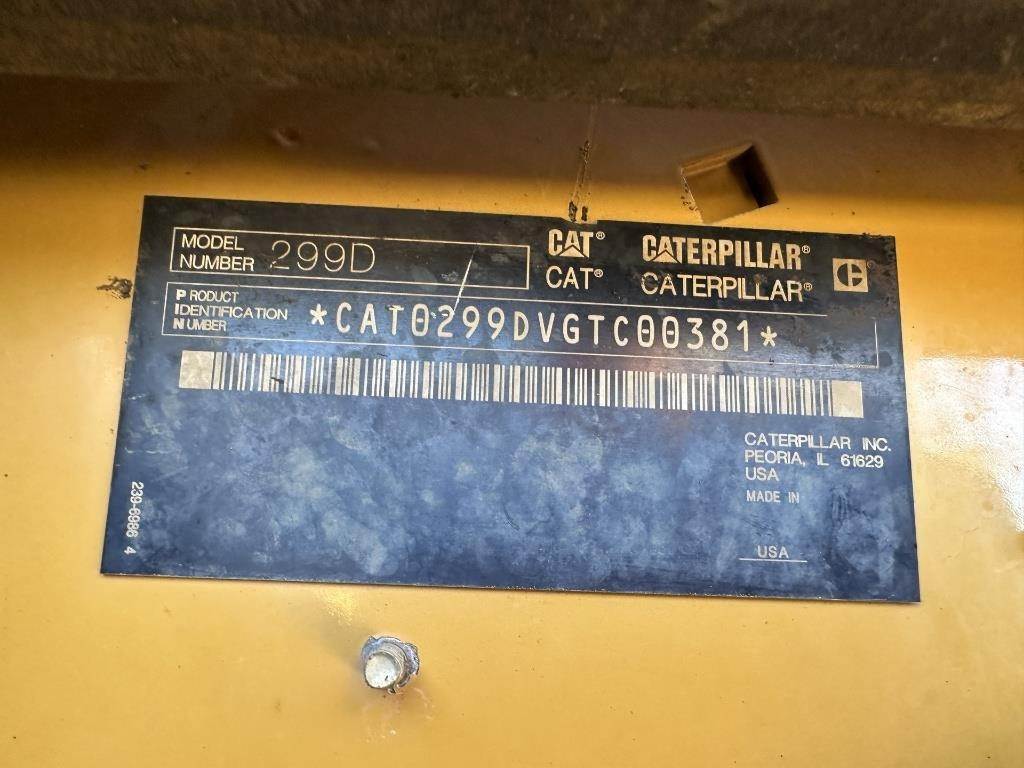 MODEL NUMBER 299D
CAT® CATERPILLAR®
CAT® CATERPILLAR®
PRODUCT IDENTIFICATION NUMBER *CAT0299DVGTC00381*
CATERPILLAR INC.
PEORIA, IL 61629
USA
MADE IN
USA
239-6986 4